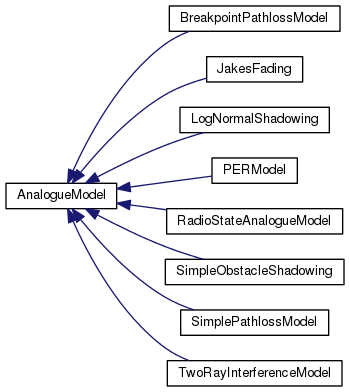 BreakpointPathlossModel
JakesFading
LogNormalShadowing
PERModel
AnalogueModel
RadioStateAnalogueModel
SimpleObstacleShadowing
SimplePathlossModel
TwoRayInterferenceModel